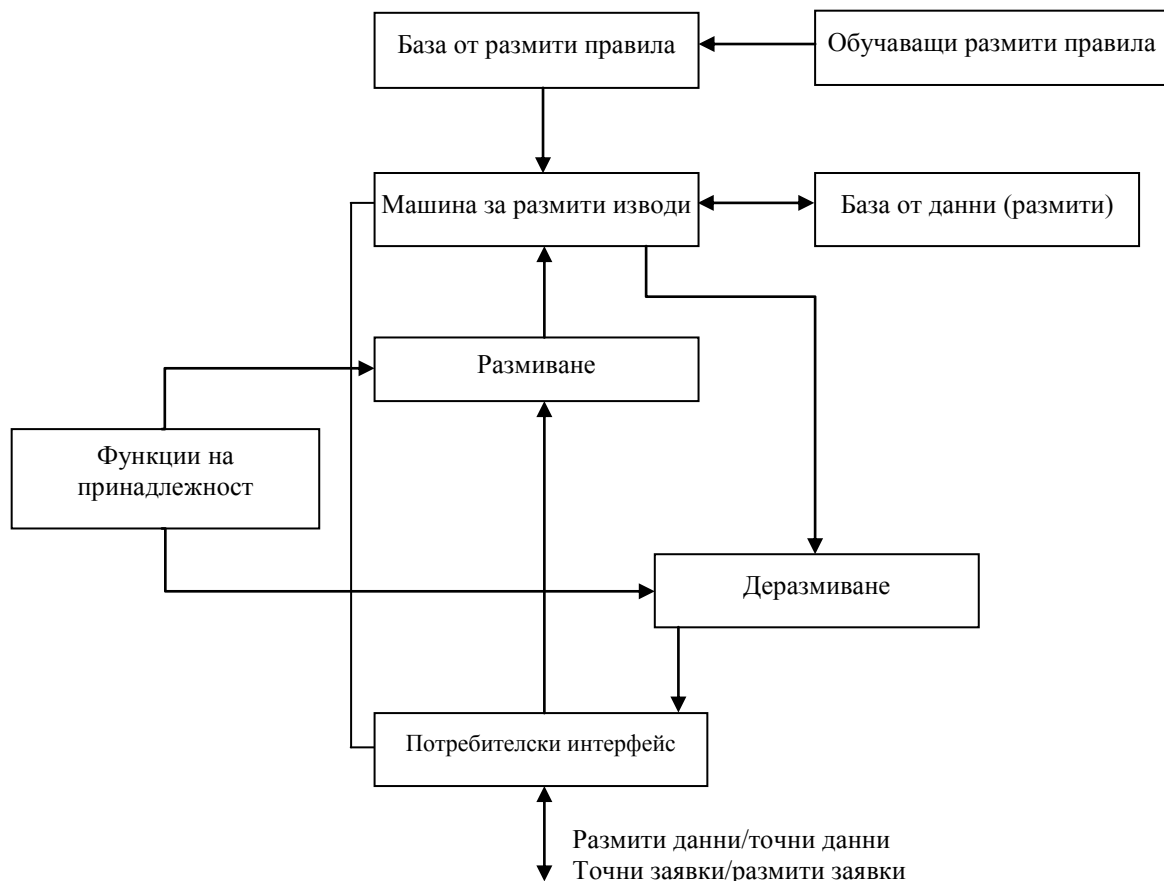 База от размити правила
Обучаващи размити правила
Машина за размити изводи
База от данни (размити)
Размиване
Функции на
принадлежност
Деразмиване
Потребителски интерфейс
Размити данни/точни данни
Точни заявки/размити заявки